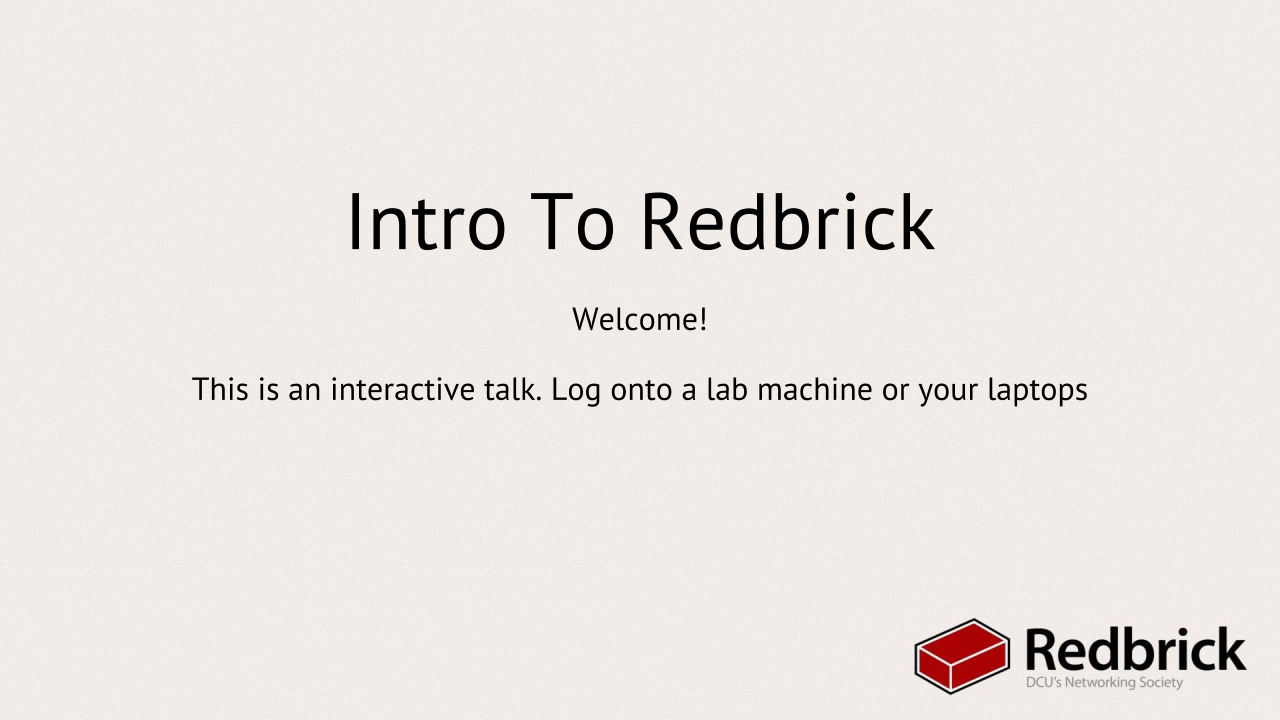 Intro To Redbrick
Welcome!
This is an interactive talk. Log onto a lab machine or your laptops
Redbrick
DCU's Networking Society